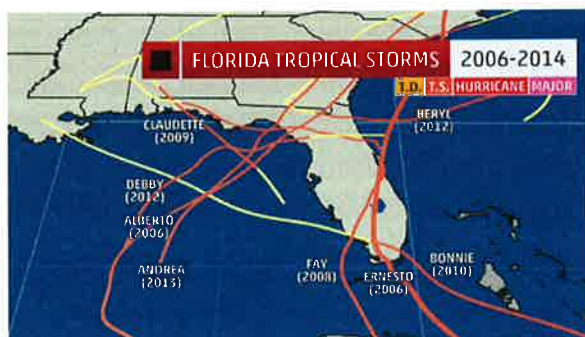 FLORIDA TROPICAL STORMS 2006-2014
T.D. T.S. HURRICANE MAJOR
CLAUDETTE
(2009)
BERYL
(2012)
DEBBY
(2012)
ALBERTO
(2006)
ANDREA
(2013)
FAY
(2008)
ERNESTO
(2006)
BONNIE
(2010)